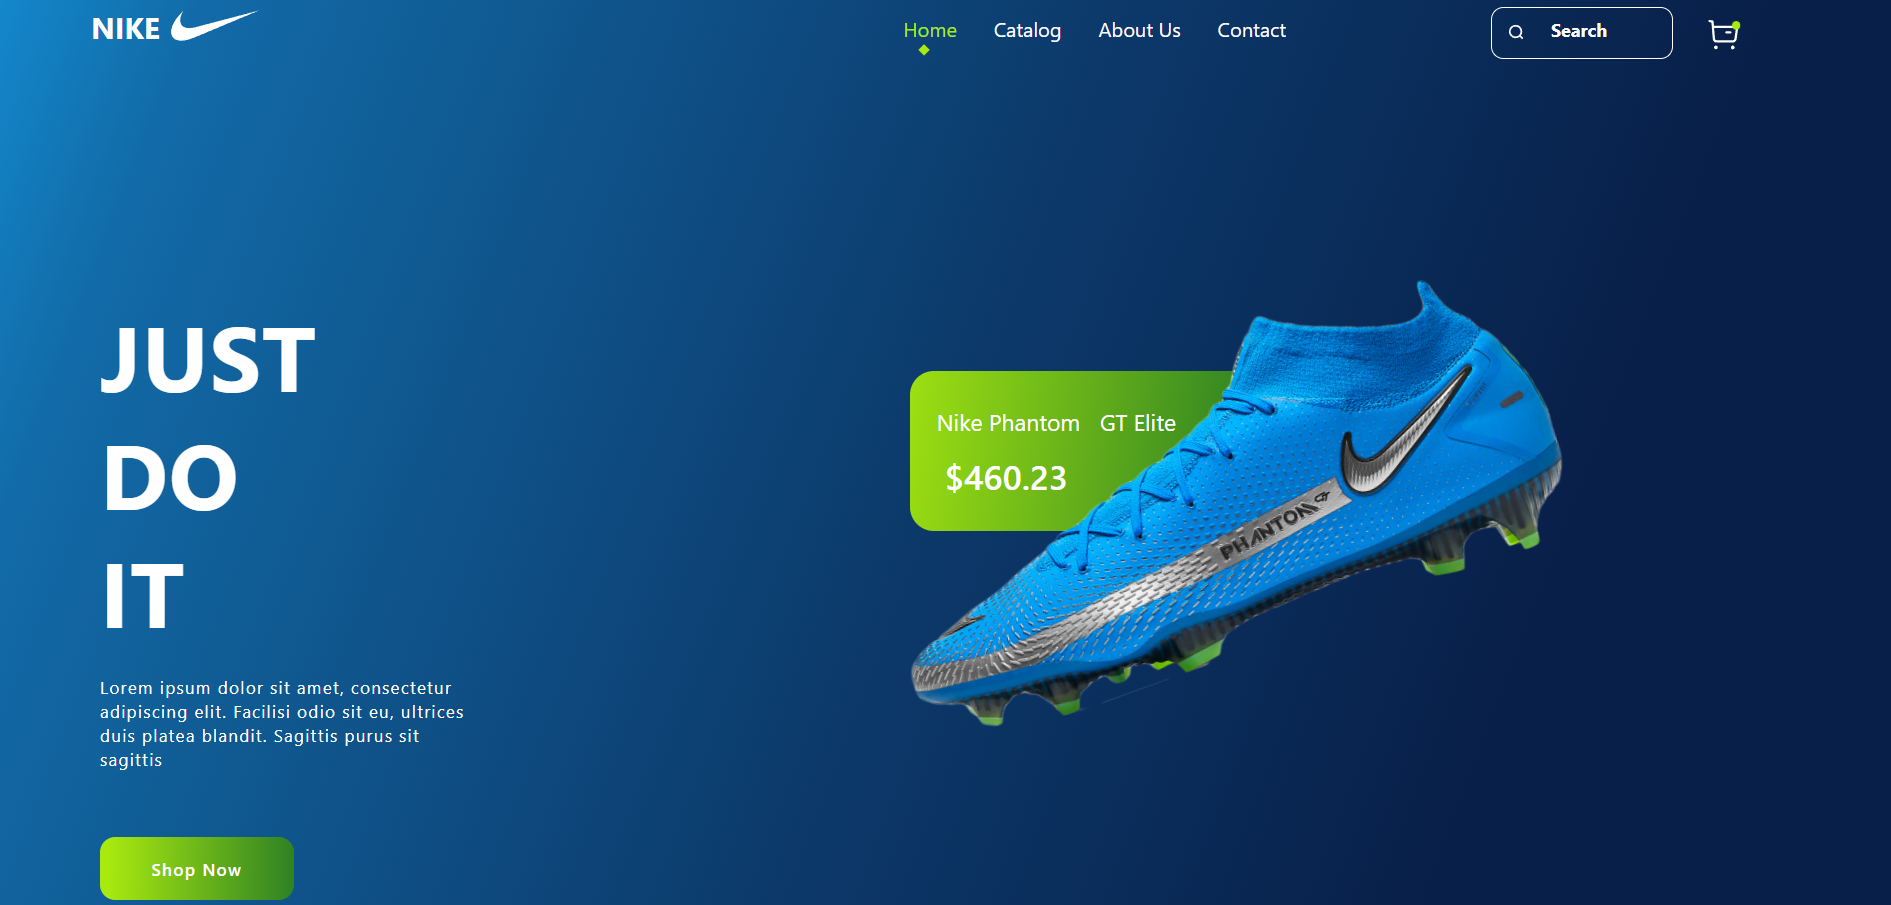 NIKE
Home
Catalog
About Us
Contact
Search
JUST
DO
IT
Nike Phantom GT Elite
$460.23
PHANTOM GT
Lorem ipsum dolor sit amet, consectetur
adipiscing elit. Facilisi odio sit eu, ultrices
duis platea blandit. Sagittis purus sit
sagittis
Shop Now